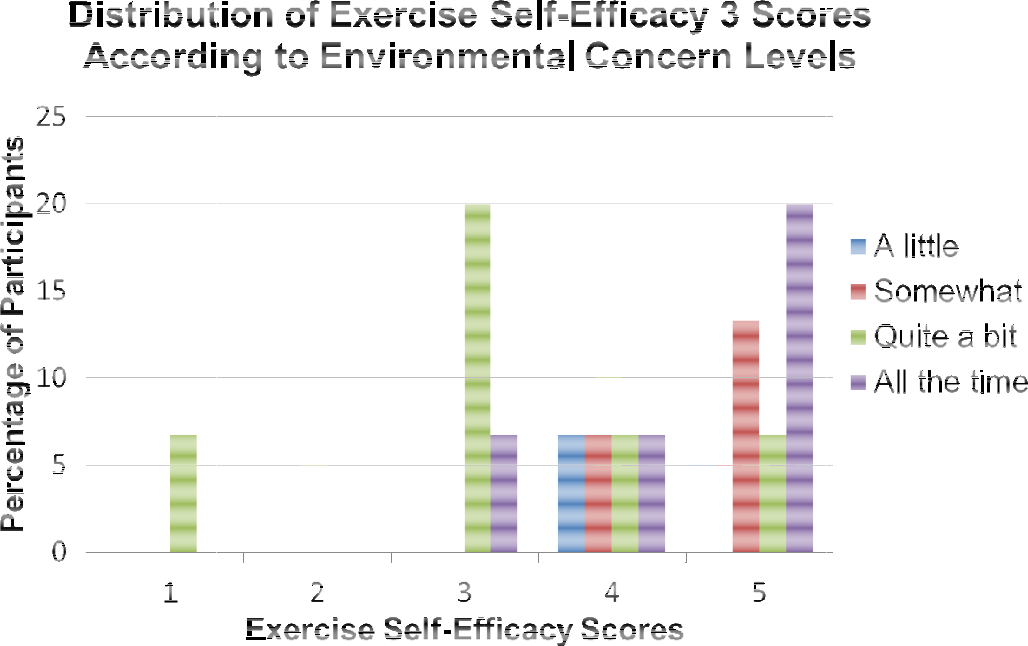 Distribution of Exercise Self-Efficacy 3 Scores
According to Environmental Concern Levels
25
20
15
10
5
0
Percentage of Participants
1 2 3 4 5
Exercise Self-Efficacy Scores
A little
Somewhat
Quite a bit
All the time